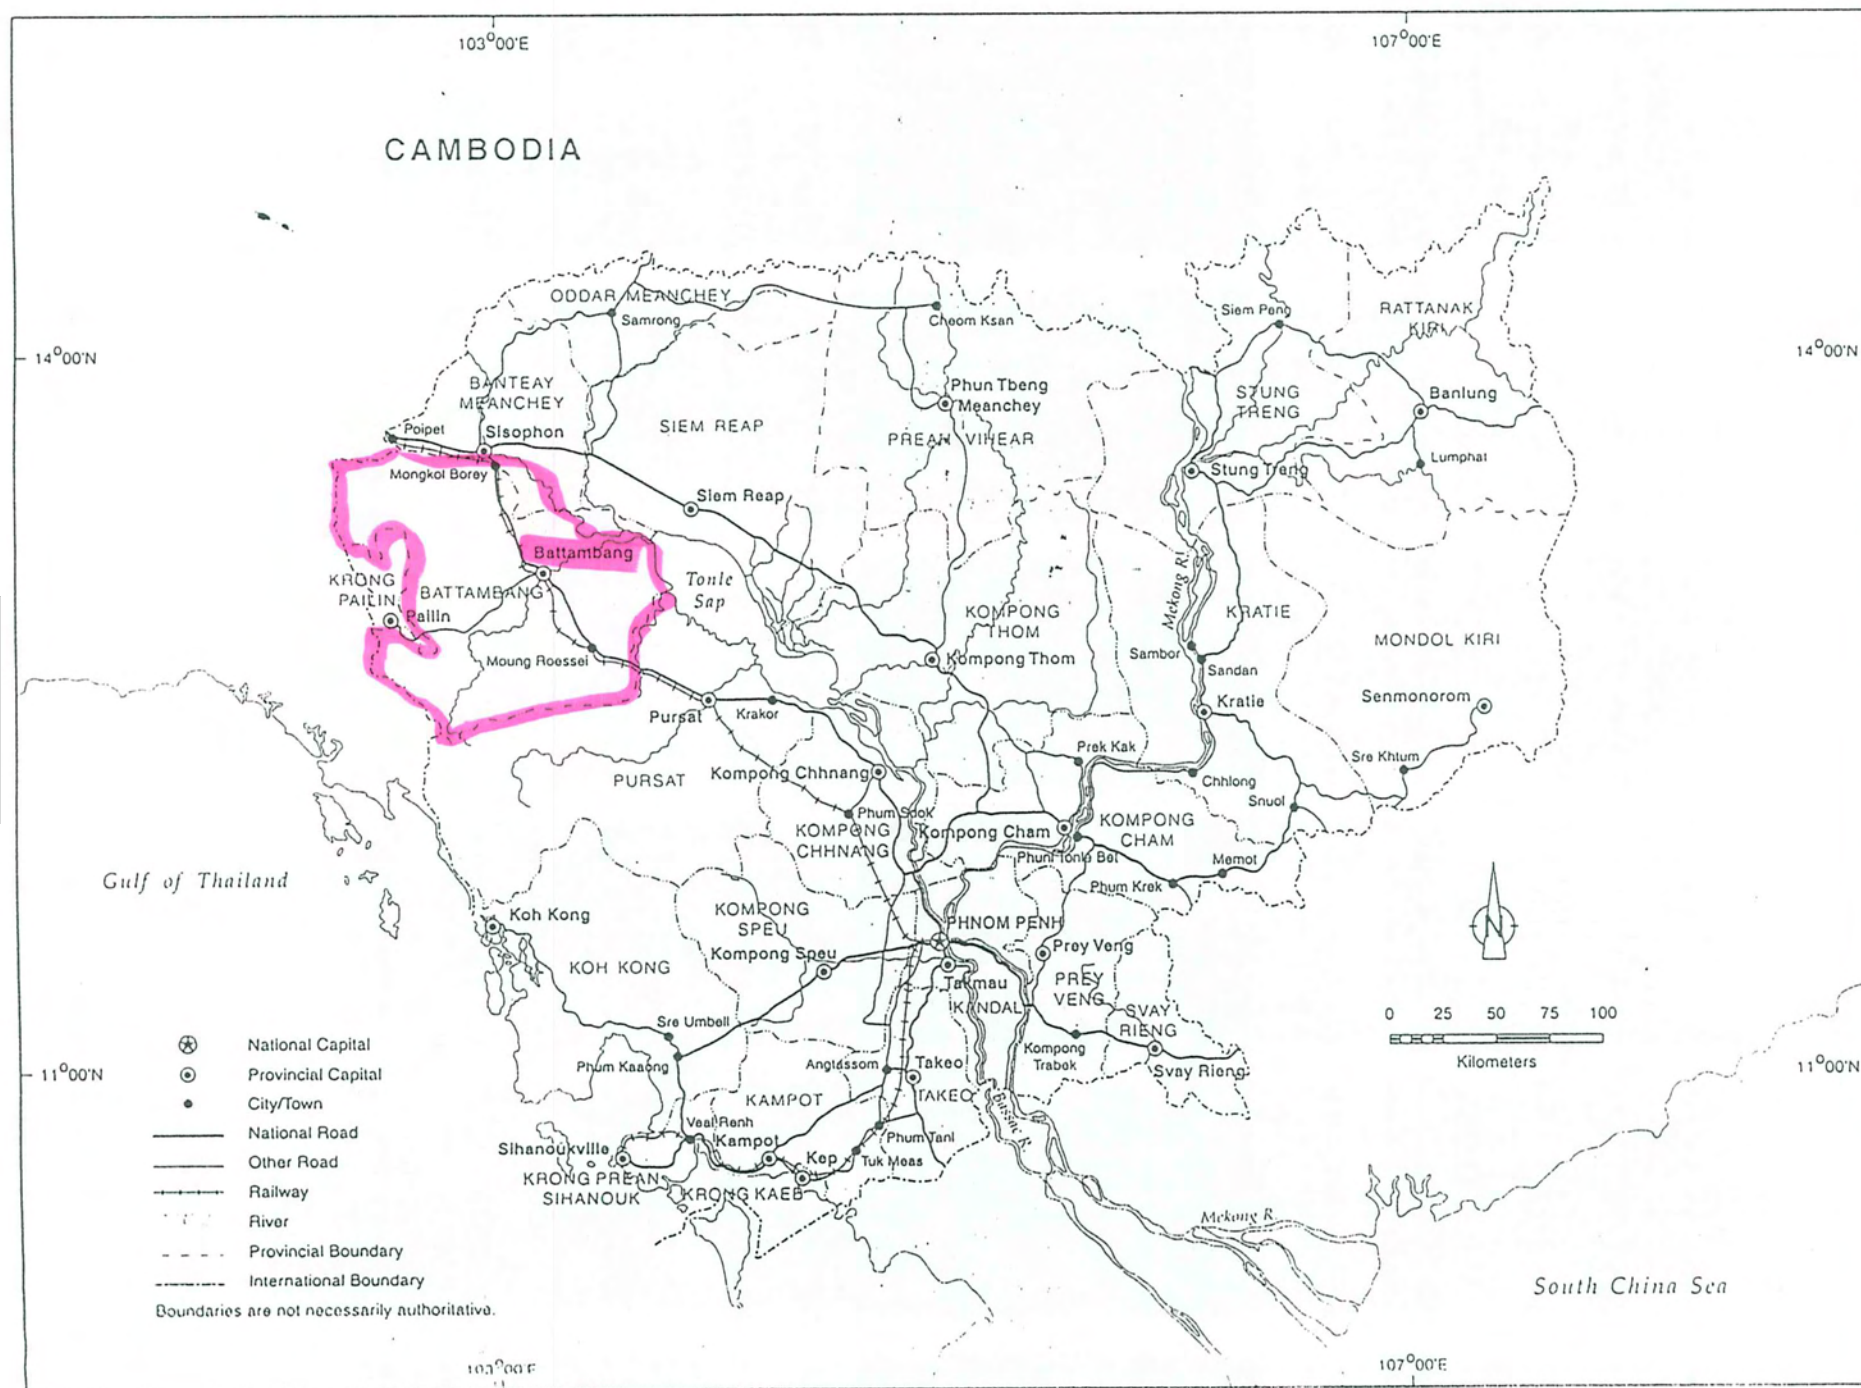 103°00'E
107°00'E
CAMBODIA
ODDAR MEANCHEY
Samrong
Cheom Ksan
Siem Peng
RATTANAK
KIRI
14°00'N
14°00'N
BANTEAY
MEANCHEY
Phun Tbeng
Meanchey
STUNG
TRENG
Banlung
Poipet
Sisophon
SIEM REAP
PREAH VIHEAR
Mongkol Borey
Stung Treng
Lumphat
Siem Reap
Battambang
Mekong R.
KRONG
PAILIN
BATTAMBANG
Tonle
Sap
Pailin
KOMPONG
THOM
KRATIE
MONDOL KIRI
Moung Roessei
Kompong Thom
Sambor
Sandan
Senmonorom
Pursat
Krakor
Kratie
Prek Kak
Sre Khtum
PURSAT
Kompong Chhnang
Chhlong
Snuol
Phum Sdok
KOMPONG
CHHNANG
Kompong Cham
KOMPONG
CHAM
Phum Tonle Bet
Memot
Phum Krek
Gulf of Thailand
Koh Kong
KOMPONG
SPEU
PHNOM PENH
N
Kompong Speu
Prey Veng
KOH KONG
Takmau
PREY
VENG
KANDAL
SVAY
RIENG
Sre Umbell
0 25 50 75 100
Kilometers
Kompong
Trabek
Svay Rieng
Phum Kaaong
Angtassom
Takeo
11°00'N
11°00'N
KAMPOT
TAKEO
Bassac R.
Veal Renh
Sihanoukville
Kampot
Phum Tani
Kep
Tuk Meas
KRONG PREAH
SIHANOUK
KRONG KAEB
Mekong R.
South China Sea
National Capital
Provincial Capital
City/Town
National Road
Other Road
Railway
River
Provincial Boundary
International Boundary
Boundaries are not necessarily authoritative.
103°00'E
107°00'E